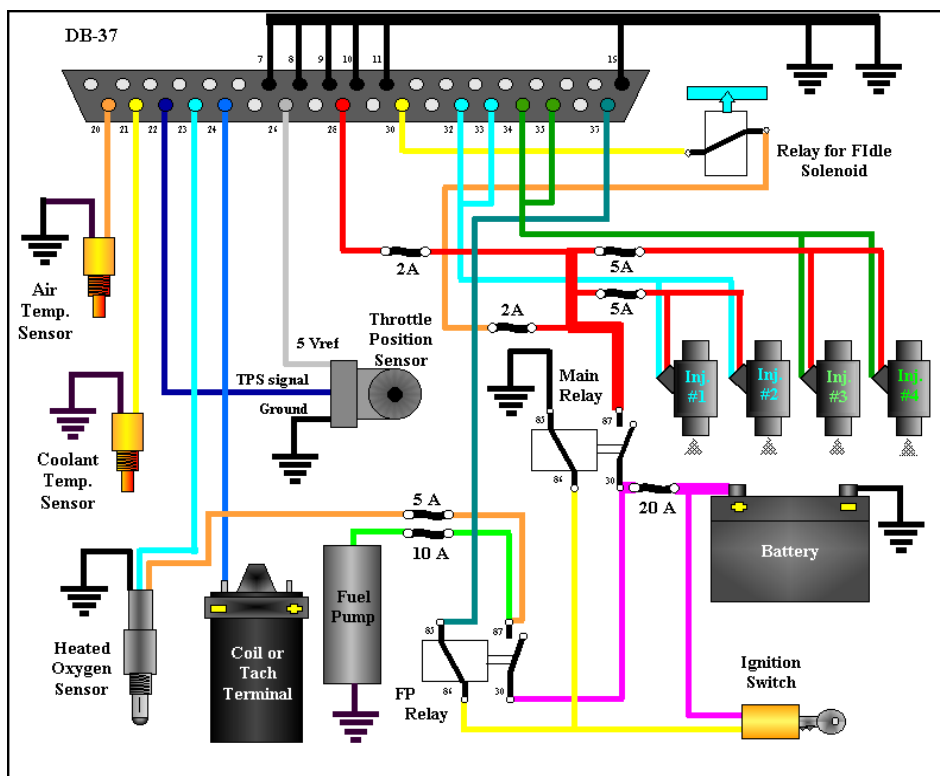 DB-37
7
8
9
10
11
19
20
21
22
23
24
26
28
30
32
33
34
35
37
Relay for FIdle
Solenoid
2A
5A
5A
2A
Air
Temp.
Sensor
Throttle
Position
Sensor
5 Vref
TPS signal
Ground
Main
Relay
85
87
86
30
Inj.
#1
Inj.
#2
Inj.
#3
Inj.
#4
Coolant
Temp.
Sensor
5 A
10 A
20 A
Battery
Fuel
Pump
Heated
Oxygen
Sensor
Coil or
Tach
Terminal
85
87
86
30
FP
Relay
Ignition
Switch